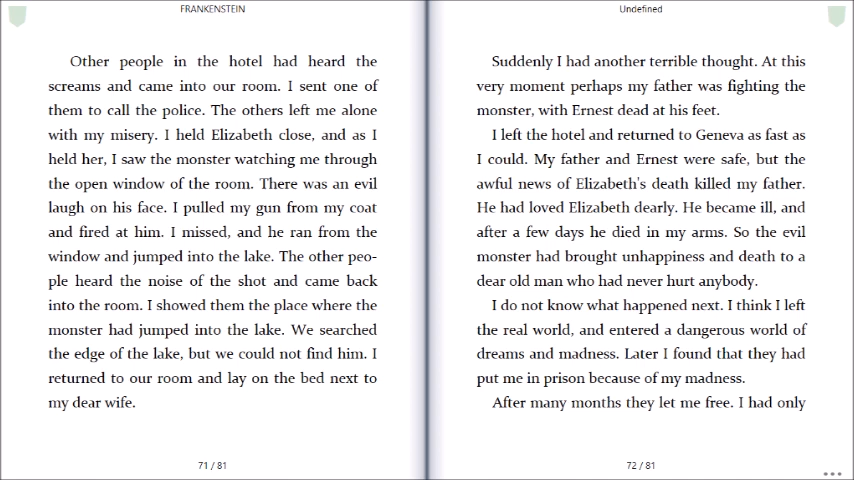 FRANKENSTEIN
Other people in the hotel had heard the
screams and came into our room. I sent one of
them to call the police. The others left me alone
with my misery. I held Elizabeth close, and as I
held her, I saw the monster watching me through
the open window of the room. There was an evil
laugh on his face. I pulled my gun from my coat
and fired at him. I missed, and he ran from the
window and jumped into the lake. The other peo-
ple heard the noise of the shot and came back
into the room. I showed them the place where the
monster had jumped into the lake. We searched
the edge of the lake, but we could not find him. I
returned to our room and lay on the bed next to
my dear wife.
71 / 81
Undefined
Suddenly I had another terrible thought. At this
very moment perhaps my father was fighting the
monster, with Ernest dead at his feet.
I left the hotel and returned to Geneva as fast as
I could. My father and Ernest were safe, but the
awful news of Elizabeth's death killed my father.
He had loved Elizabeth dearly. He became ill, and
after a few days he died in my arms. So the evil
monster had brought unhappiness and death to a
dear old man who had never hurt anybody.
I do not know what happened next. I think I left
the real world, and entered a dangerous world of
dreams and madness. Later I found that they had
put me in prison because of my madness.
After many months they let me free. I had only
72 / 81